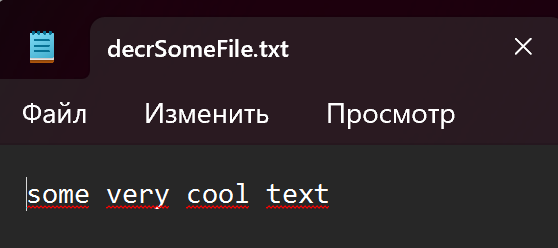 decrSomeFile.txt
Файл Изменить Просмотр
some very cool text